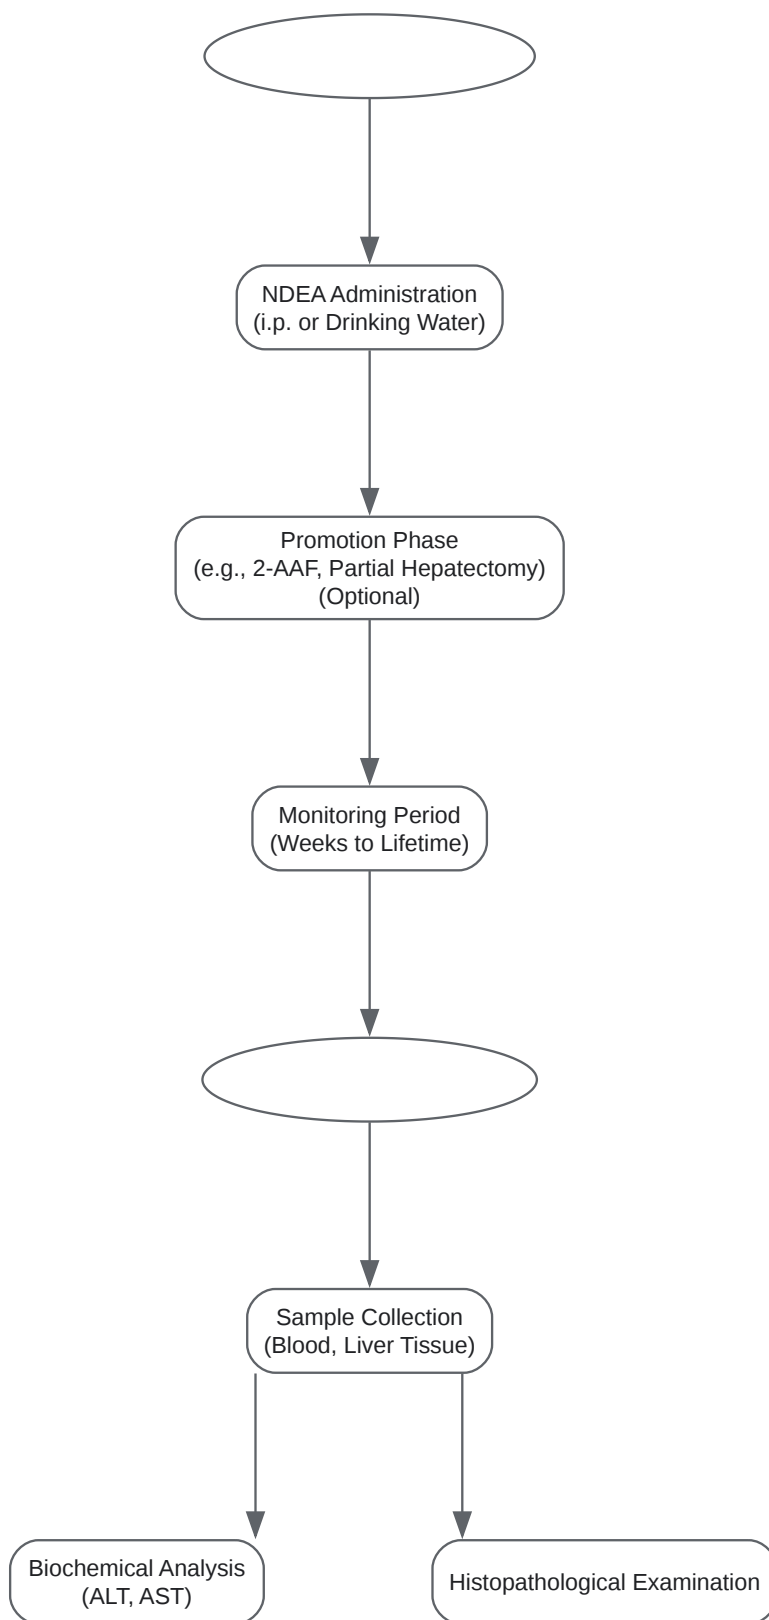 NDEA Administration
(i.p. or Drinking Water)
Promotion Phase
(e.g., 2-AAF, Partial Hepatectomy)
(Optional)
Monitoring Period
(Weeks to Lifetime)
Sample Collection
(Blood, Liver Tissue)
Biochemical Analysis
(ALT, AST)
Histopathological Examination